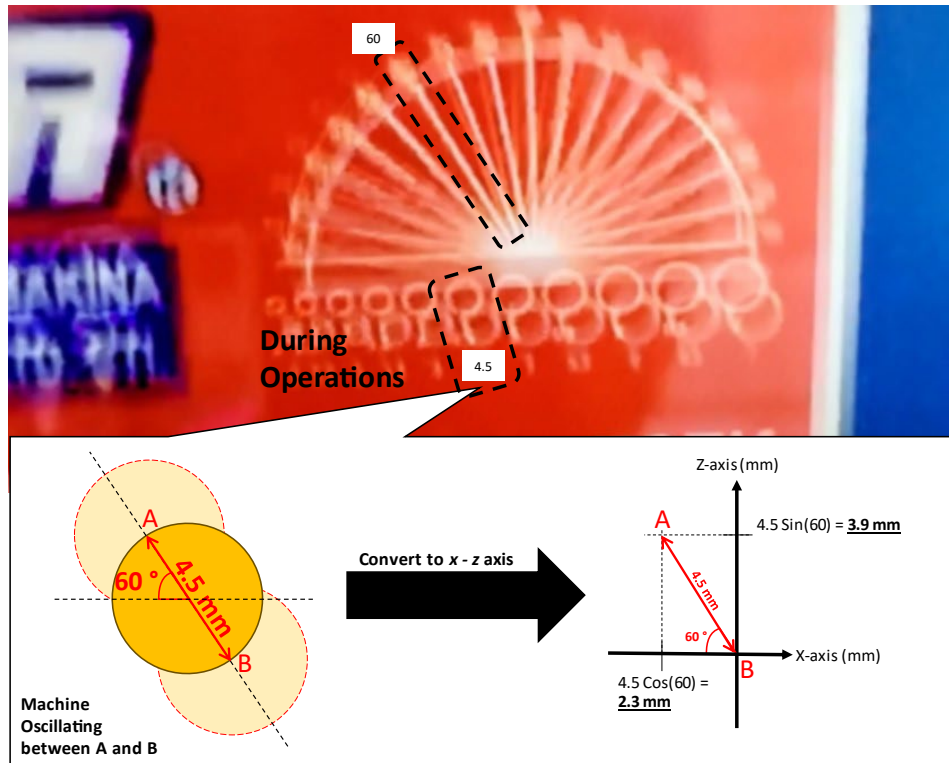 60
MAKİNA
During
Operations
4.5
A
60 °
4.5 mm
B
Machine
Oscillating
between A and B
Convert to x - z axis
Z-axis (mm)
A
4.5 Sin(60) = 3.9 mm
4.5 mm
60 °
B
X-axis (mm)
4.5 Cos(60) =
2.3 mm